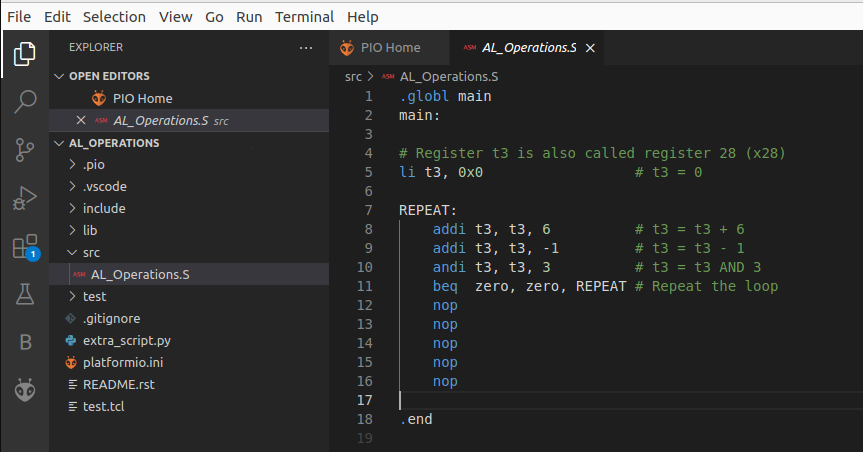 File Edit Selection View Go Run Terminal Help
EXPLORER ...
OPEN EDITORS
PIO Home
ASM AL_Operations.S src
AL_OPERATIONS
.pio
.vscode
include
lib
src
ASM AL_Operations.S
test
.gitignore
extra_script.py
platformio.ini
README.rst
test.tcl
1
B
PIO Home
ASM AL_Operations.S
src > ASM AL_Operations.S
1 .globl main
2 main:
3
4 # Register t3 is also called register 28 (x28)
5 li t3, 0x0 # t3 = 0
6
7 REPEAT:
8 addi t3, t3, 6 # t3 = t3 + 6
9 addi t3, t3, -1 # t3 = t3 - 1
10 andi t3, t3, 3 # t3 = t3 AND 3
11 beq zero, zero, REPEAT # Repeat the loop
12 nop
13 nop
14 nop
15 nop
16 nop
17
18 .end
19